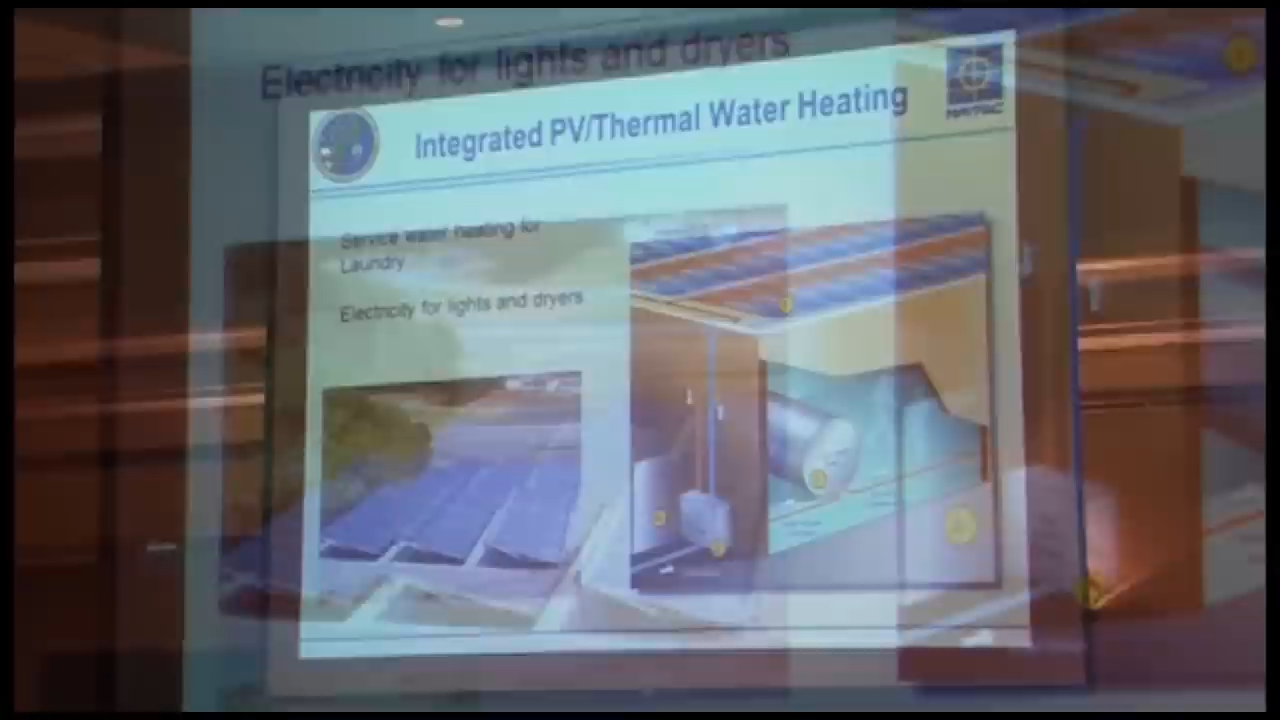 Electricity for lights and dryers
Integrated PV/Thermal Water Heating
Service water heating for
Laundry
Electricity for lights and dryers